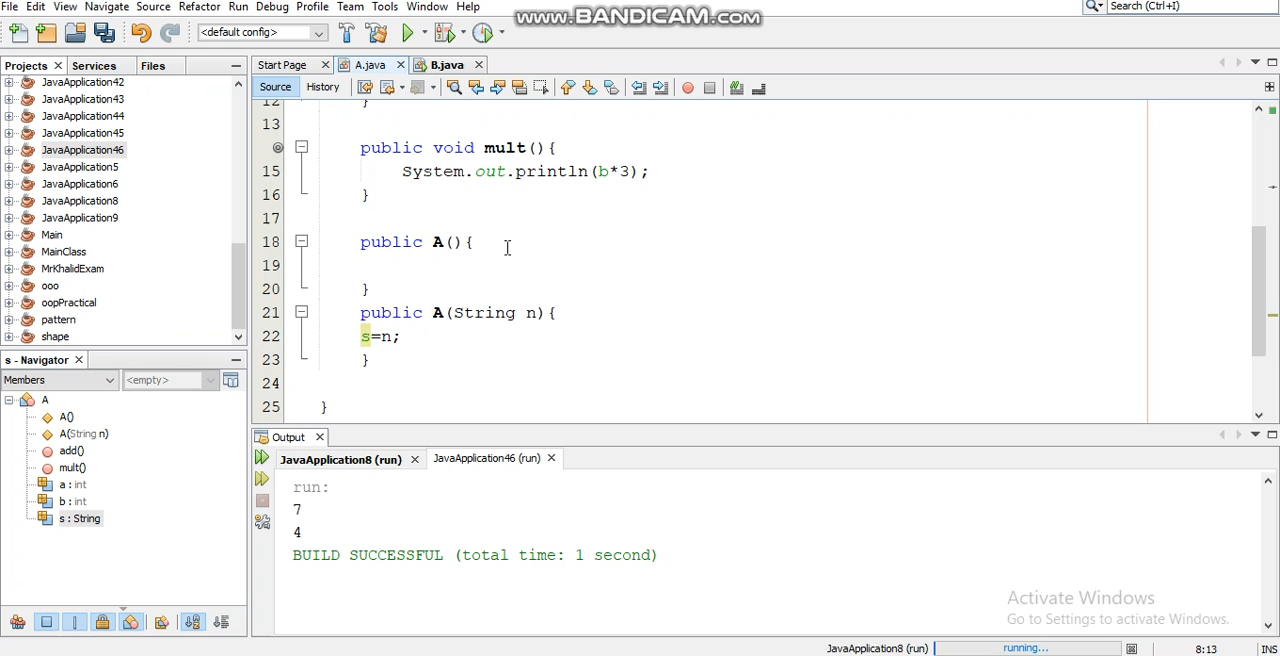 File Edit View Navigate Source Refactor Run Debug Profile Team Tools Window Help
www.BANDICAM.com
Search (Ctrl+I)
<default config>
Projects Services Files
Start Page A.java B.java
Source History
JavaApplication42
JavaApplication43
JavaApplication44
JavaApplication45
JavaApplication46
JavaApplication5
JavaApplication6
JavaApplication8
JavaApplication9
Main
MainClass
MrKhalidExam
ooo
oopPractical
pattern
shape
12 }
13
public void mult(){
15 System.out.println(b*3);
16 }
17
18 public A(){
19
20 }
21 public A(String n){
22 s=n;
23 }
24
25 }
s - Navigator
Members <empty>
A
A()
A(String n)
add()
mult()
a : int
b : int
s : String
Output
JavaApplication8 (run) JavaApplication46 (run)
run:
7
4
BUILD SUCCESSFUL (total time: 1 second)
Activate Windows
Go to Settings to activate Windows.
JavaApplication8 (run) running... 8:13 INS